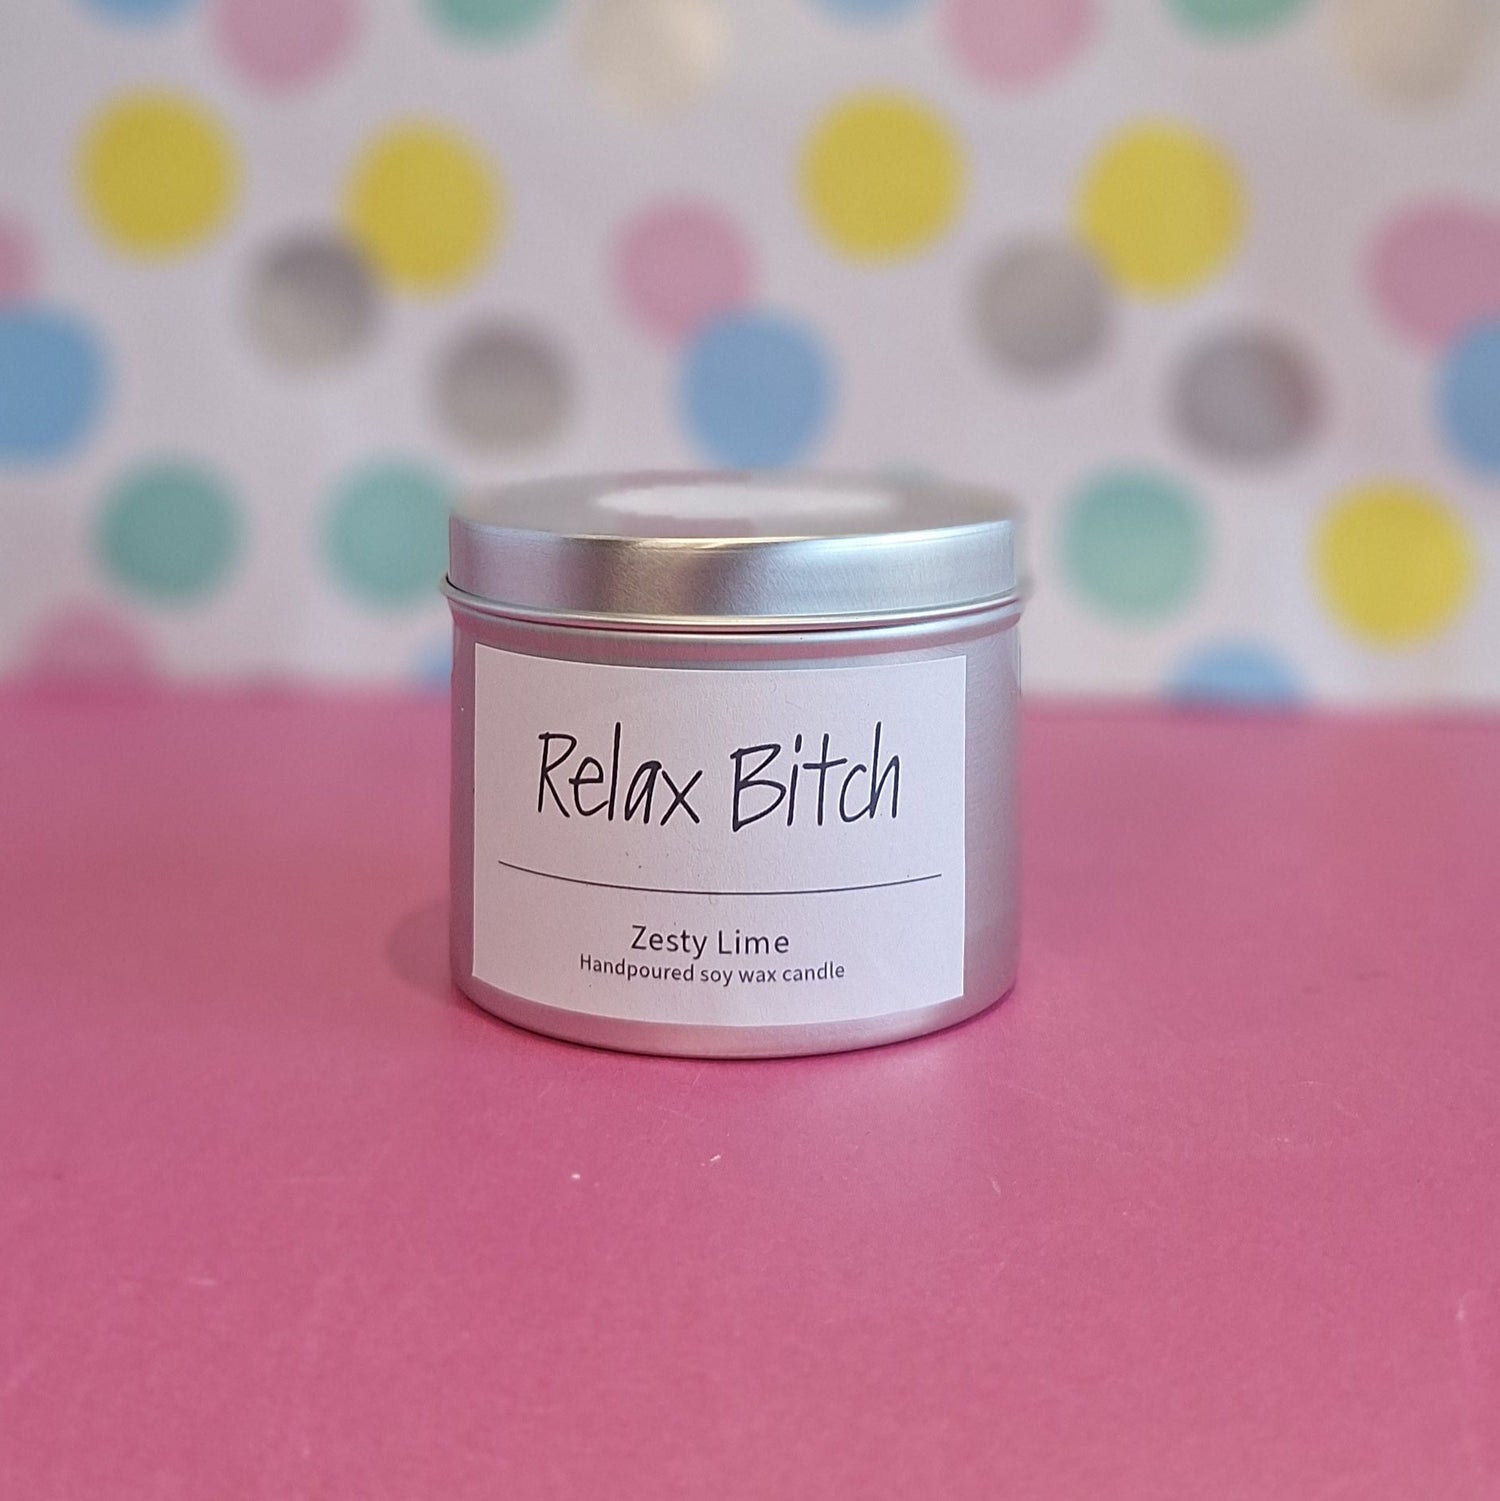 Relax Bitch
Zesty Lime
Handpoured soy wax candle